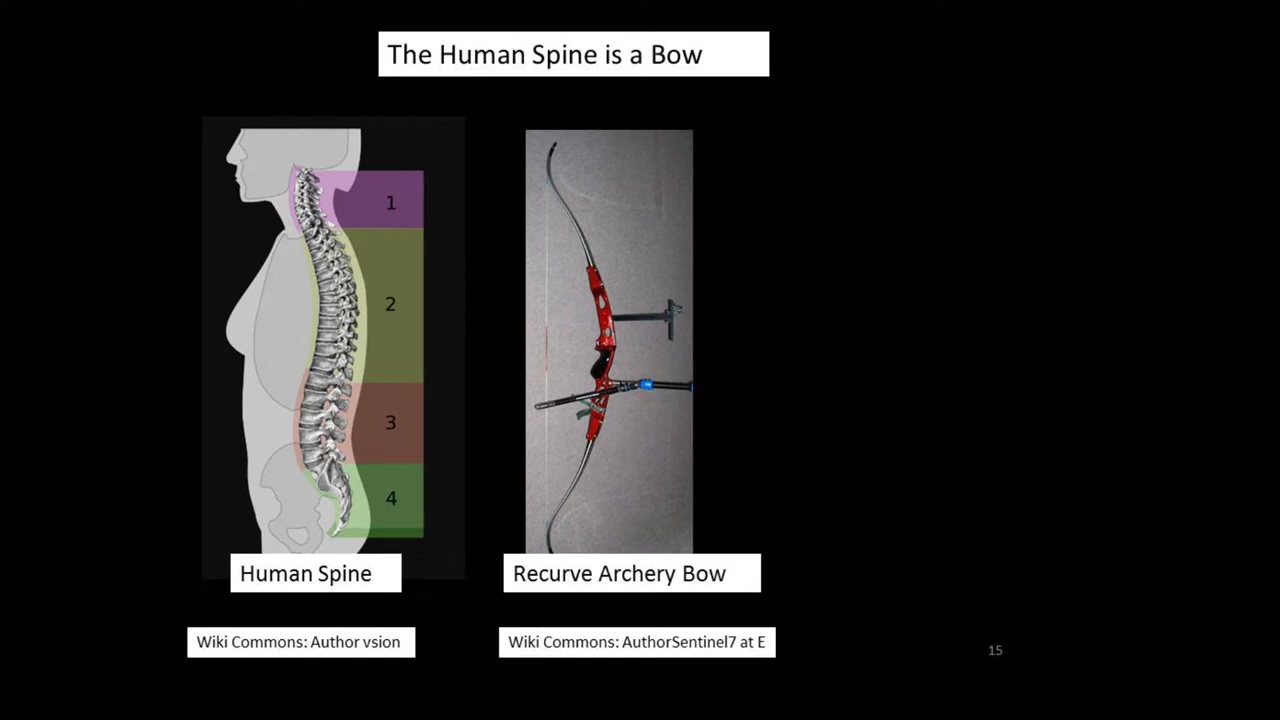 The Human Spine is a Bow
1
2
3
4
Human Spine
Recurve Archery Bow
Wiki Commons: Author vsion
Wiki Commons: AuthorSentinel7 at E
15